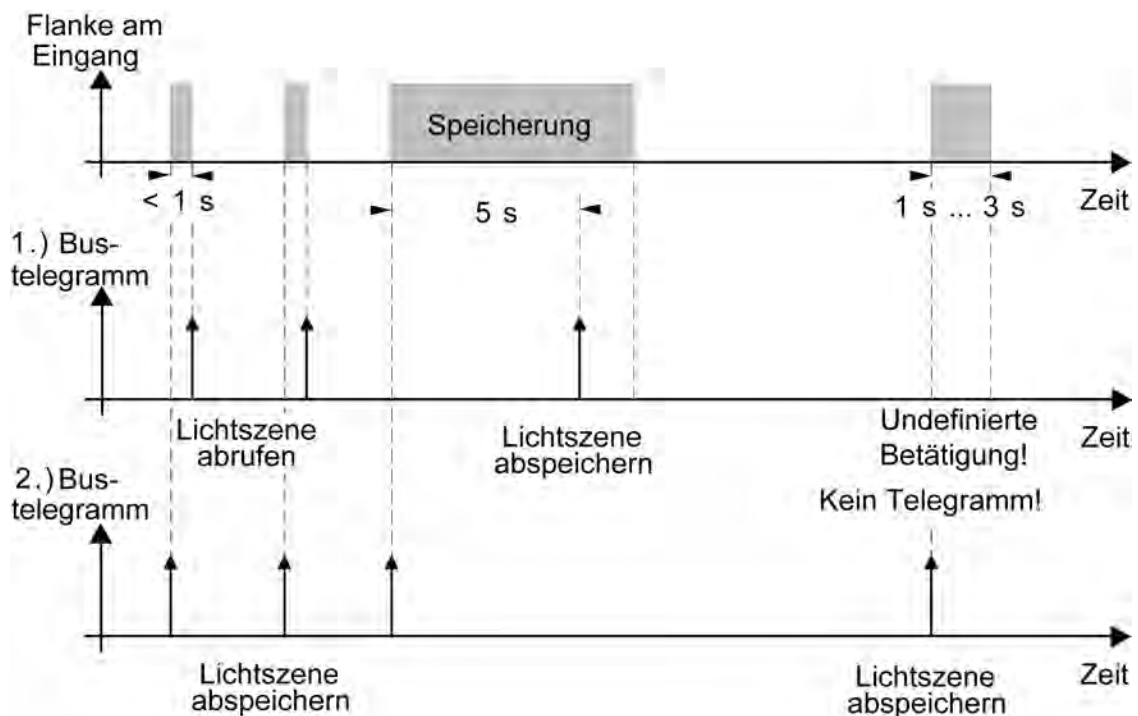 Flanke am
Eingang
Speicherung
< 1 s
5 s
1 s ... 3 s
Zeit
1.) Bus-
telegramm
Lichtszene
abrufen
Lichtszene
abspeichern
Undefinierte
Betätigung!
Kein Telegramm!
Zeit
2.) Bus-
telegramm
Lichtszene
abspeichern
Lichtszene
abspeichern
Zeit